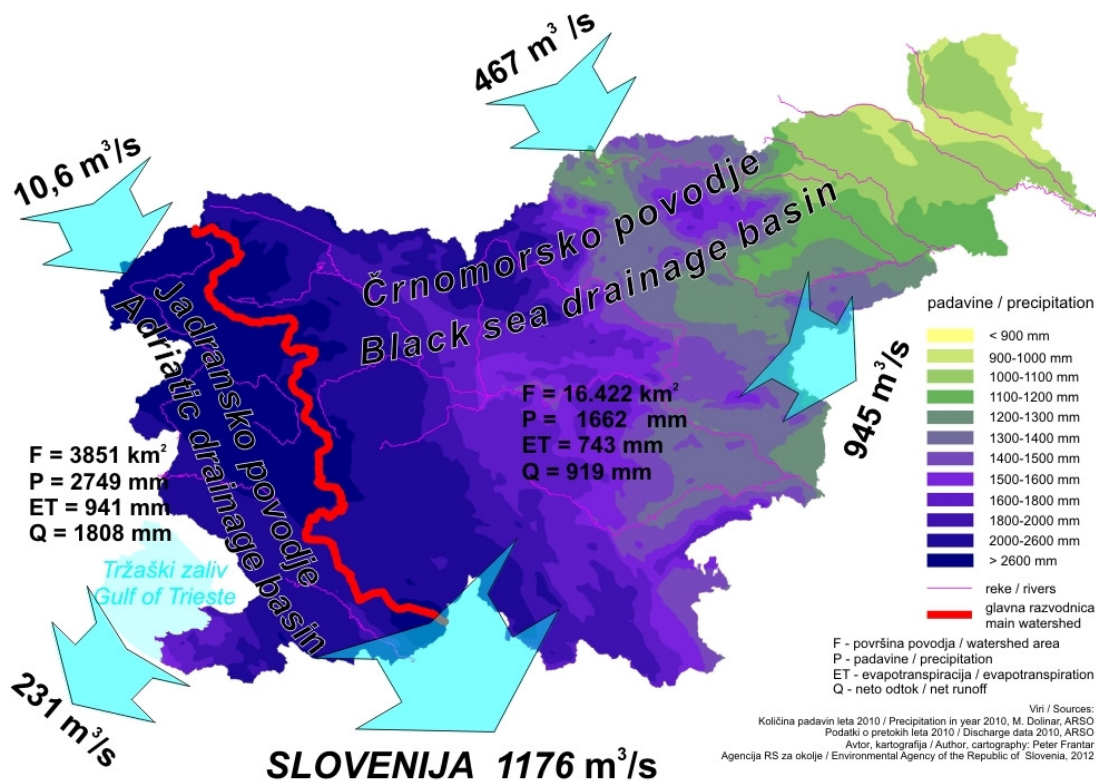 467 m³/s
10,6 m³/s
Črnomorsko povodje
Black sea drainage basin
Jadransko povodje
Adriatic drainage basin
F = 16.422 km²
P = 1662 mm
ET = 743 mm
Q = 919 mm
F = 3851 km²
P = 2749 mm
ET = 941 mm
Q = 1808 mm
Tržaški zaliv
Gulf of Trieste
945 m³/s
231 m³/s
SLOVENIJA 1176 m³/s
padavine / precipitation
< 900 mm
900-1000 mm
1000-1100 mm
1100-1200 mm
1200-1300 mm
1300-1400 mm
1400-1500 mm
1500-1600 mm
1600-1800 mm
1800-2000 mm
2000-2600 mm
> 2600 mm
reke / rivers
glavna razvodnica
main watershed
F - površina povodja / watershed area
P - padavine / precipitation
ET - evapotranspiracija / evapotranspiration
Q - neto odtok / net runoff
Viri / Sources:
Količina padavin leta 2010 / Precipitation in year 2010, M. Dolinar, ARSO
Podatki o pretokih leta 2010 / Discharge data 2010, ARSO
Avtor, kartografija / Author, cartography: Peter Frantar
Agencija RS za okolje / Environmental Agency of the Republic of Slovenia, 2012